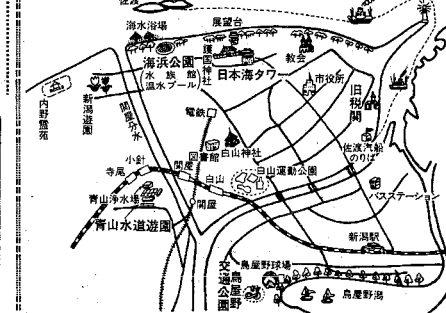 佐渡
海水浴場
展望台
海浜公園
水族館
温水プール
護国神社
日本海タワー
教会
市役所
旧税関
佐渡汽船
のりば
内野霊苑
新潟遊園
関屋分水
電鉄
図書館
白山神社
小針
寺尾
関屋
白山
白山運動公園
青山浄水場
青山水道遊園
関屋
バスステーション
新潟駅
鳥屋野球場
交通公園
鳥屋野
鳥屋野潟